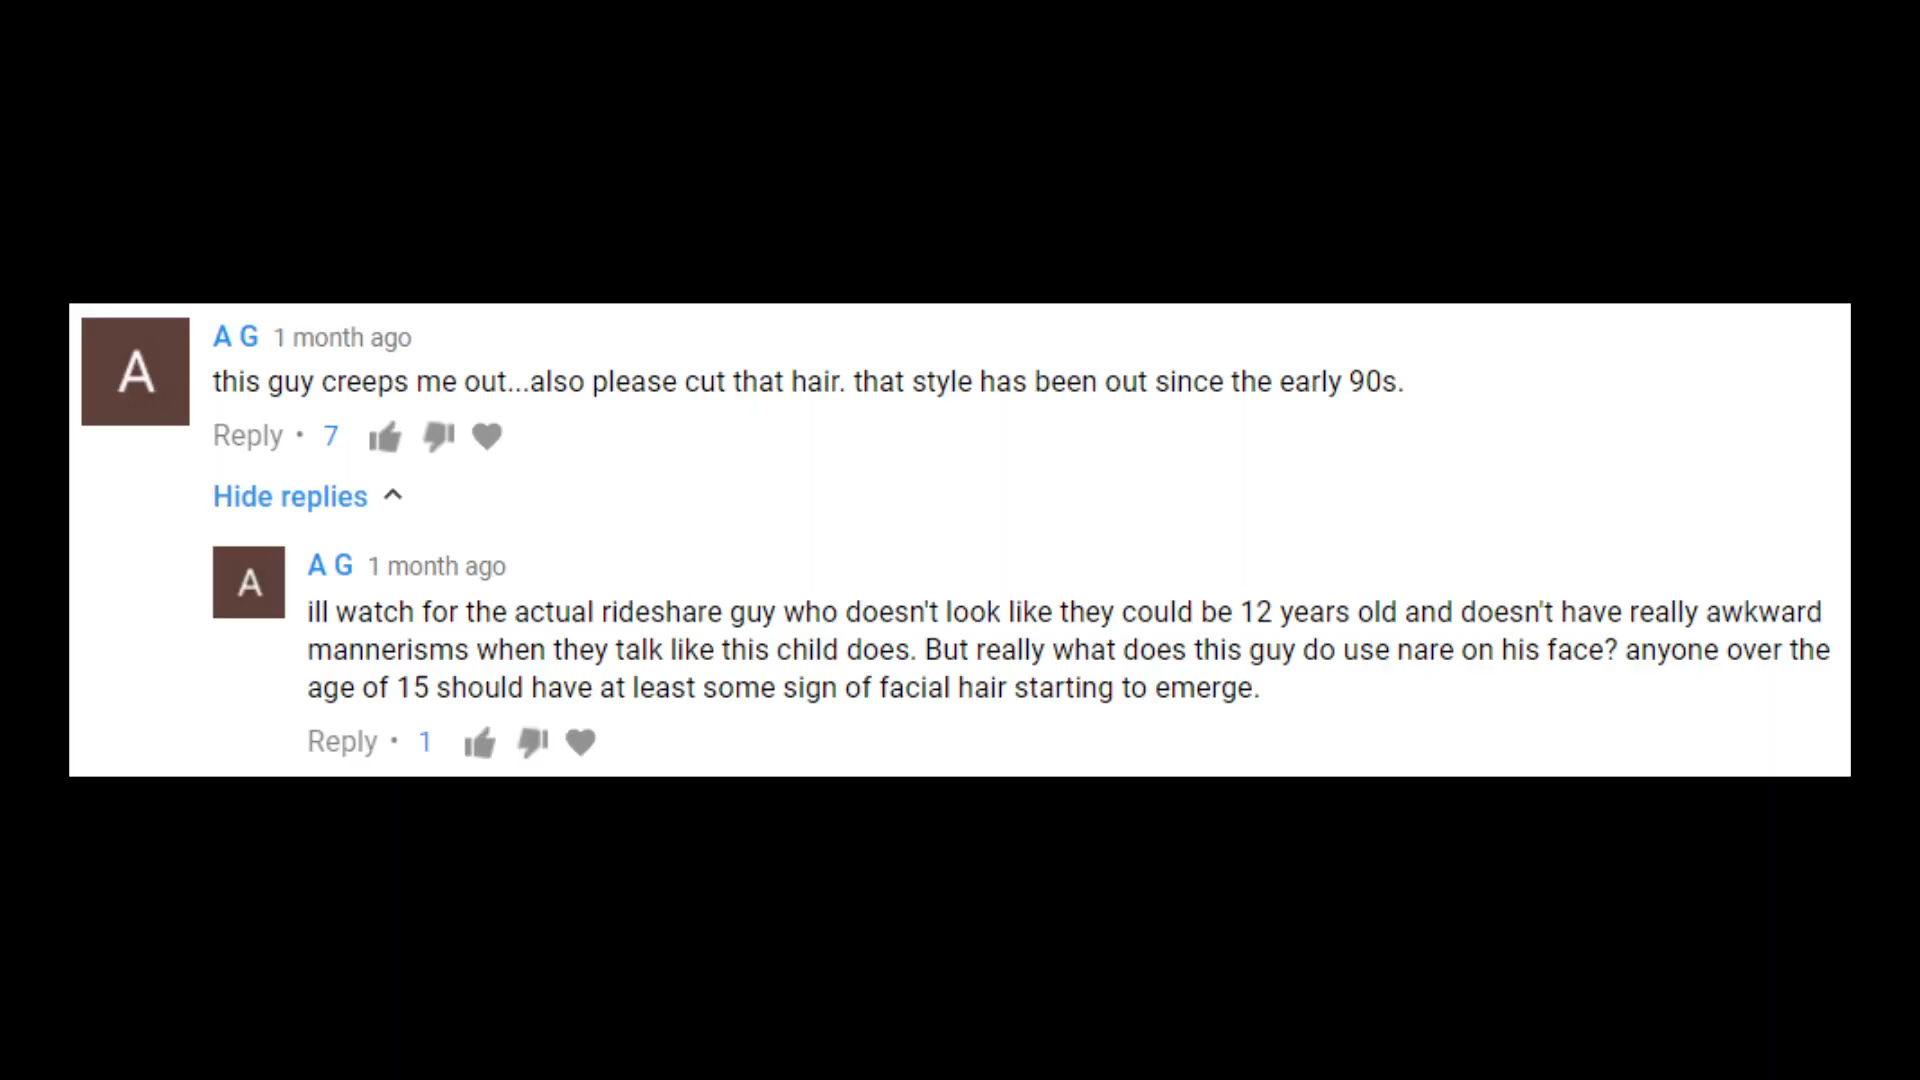 A
A G 1 month ago
this guy creeps me out...also please cut that hair. that style has been out since the early 90s.
Reply • 7
Hide replies
A
A G 1 month ago
ill watch for the actual rideshare guy who doesn't look like they could be 12 years old and doesn't have really awkward
mannerisms when they talk like this child does. But really what does this guy do use nare on his face? anyone over the
age of 15 should have at least some sign of facial hair starting to emerge.
Reply • 1